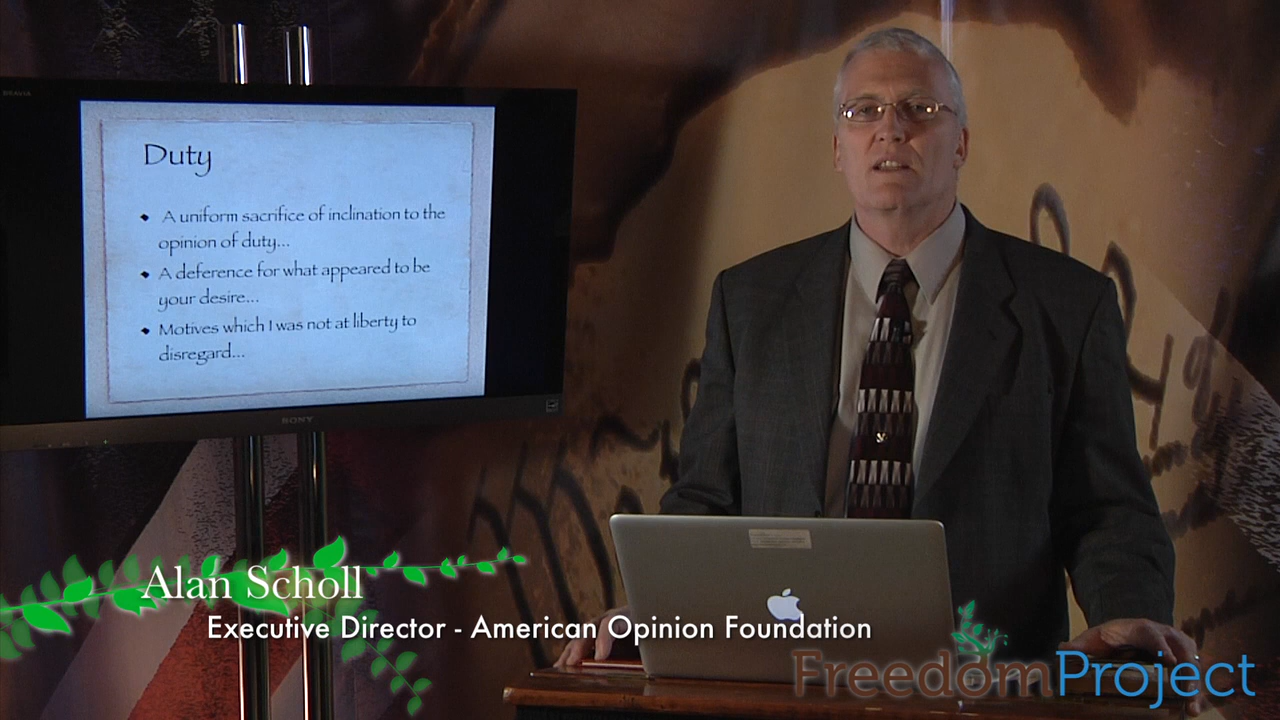 BRAVIA
Duty
A uniform sacrifice of inclination to the
opinion of duty...
A deference for what appeared to be
your desire...
Motives which I was not at liberty to
disregard...
SONY
Alan Scholl
Executive Director - American Opinion Foundation
FreedomProject